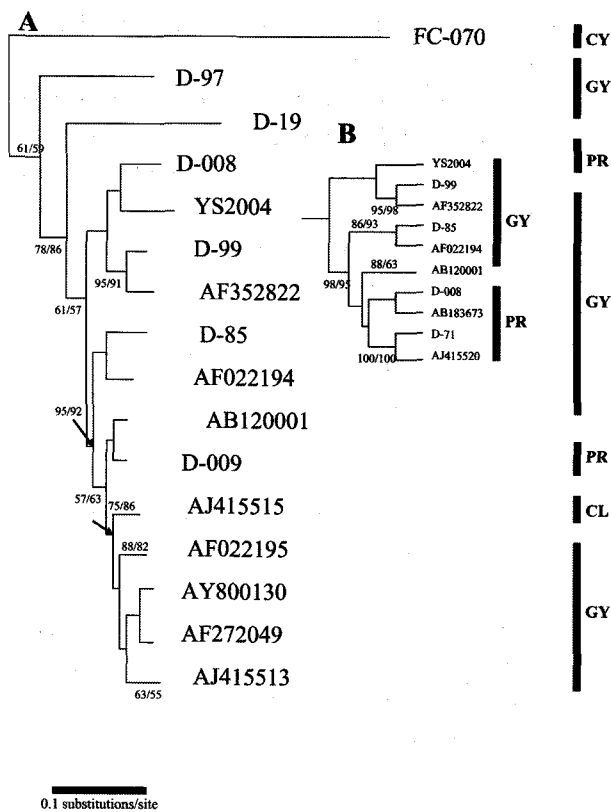 A
FC-070
CY
D-97
GY
D-19
B
PR
61/59
D-008
YS2004
78/86
YS2004
D-99
95/98
AF352822
GY
D-99
86/93
D-85
AF022194
95/91
AF352822
88/63
AB120001
GY
61/57
98/95
D-008
AB183673
PR
D-85
D-71
100/100
AJ415520
AF022194
AB120001
95/92
D-009
PR
57/63
75/86
AJ415515
CL
88/82
AF022195
AY800130
GY
AF272049
AJ415513
63/55
0.1 substitutions/site